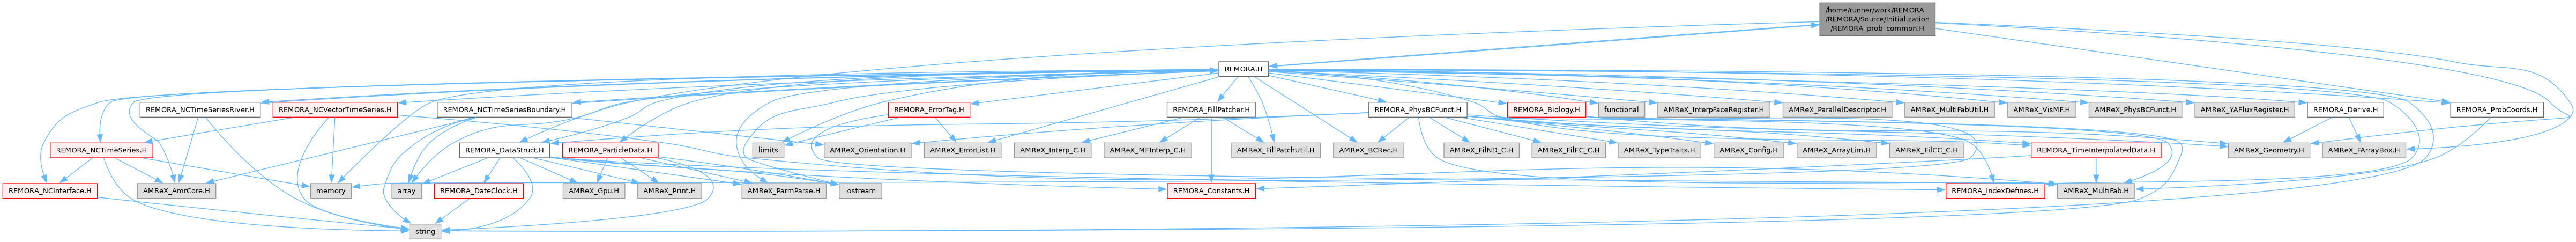 /home/runner/work/REMORA
/REMORA/Source/Initialization
/REMORA_prob_common.H
REMORA.H
REMORA_NCTimeSeriesRiver.H
REMORA_NCVectorTimeSeries.H
REMORA_NCTimeSeriesBoundary.H
REMORA_ErrorTag.H
REMORA_FillPatcher.H
REMORA_PhysBCFunct.H
REMORA_Biology.H
functional
AMReX_InterpFaceRegister.H
AMReX_ParallelDescriptor.H
AMReX_MultiFabUtil.H
AMReX_VisMF.H
AMReX_PhysBCFunct.H
AMReX_YAFluxRegister.H
REMORA_Derive.H
REMORA_ProbCoords.H
REMORA_NCTimeSeries.H
REMORA_DataStruct.H
REMORA_ParticleData.H
limits
AMReX_Orientation.H
AMReX_ErrorList.H
AMReX_Interp_C.H
AMReX_MFInterp_C.H
AMReX_FillPatchUtil.H
AMReX_BCRec.H
AMReX_FilND_C.H
AMReX_FilFC_C.H
AMReX_TypeTraits.H
AMReX_Config.H
AMReX_ArrayLim.H
AMReX_FilCC_C.H
REMORA_TimeInterpolatedData.H
AMReX_Geometry.H
AMReX_FArrayBox.H
REMORA_NCInterface.H
AMReX_AmrCore.H
memory
array
REMORA_DateClock.H
AMReX_Gpu.H
AMReX_Print.H
AMReX_ParmParse.H
iostream
REMORA_Constants.H
REMORA_IndexDefines.H
AMReX_MultiFab.H
string